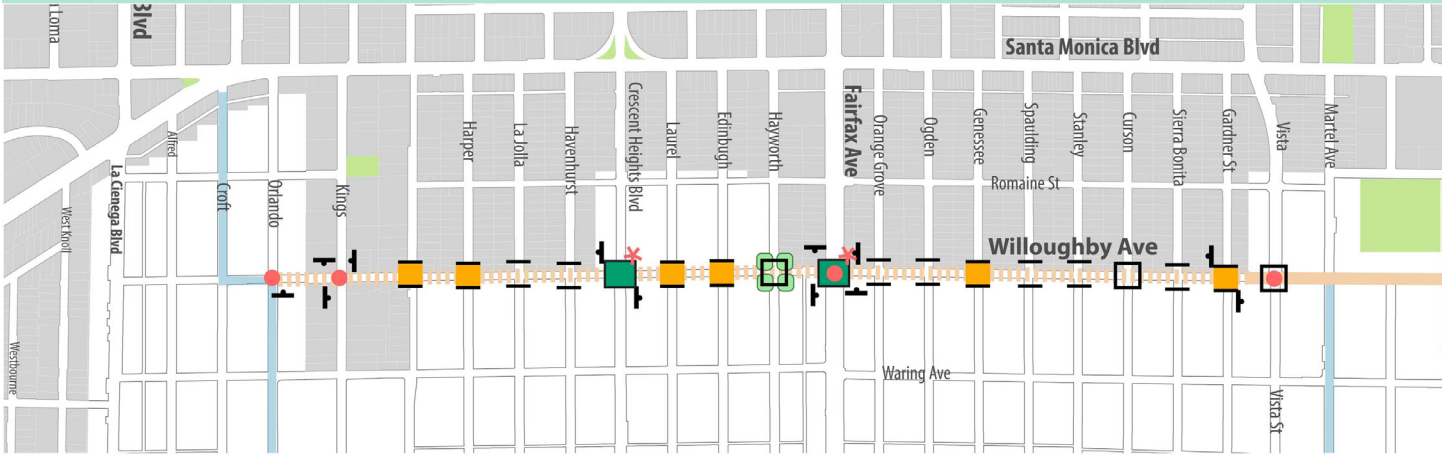 a Loma
Blvd
Santa Monica Blvd
Alfred
West Knoll
La Cienega Blvd
Westbourne
Croft
Orlando
Kings
Harper
La Jolla
Havenhurst
Crescent Heights Blvd
Laurel
Edinbugh
Hayworth
Fairfax Ave
Orange Grove
Ogden
Genessee
Spaulding
Stanley
Curson
Sierra Bonita
Gardner St
Vista
Martel Ave
Romaine St
Willoughby Ave
Waring Ave
Vista St